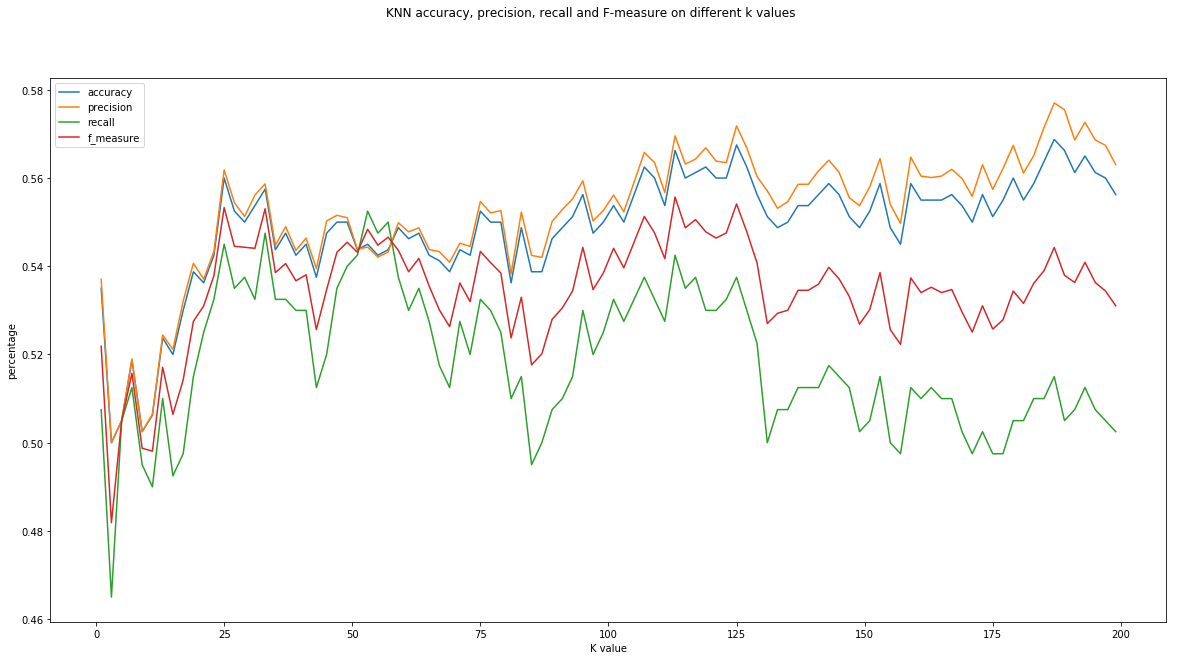 KNN accuracy, precision, recall and F-measure on different k values
accuracy
precision
recall
f_measure
0.58
0.56
0.54
0.52
0.50
0.48
0.46
percentage
0
25
50
75
100
125
150
175
200
K value